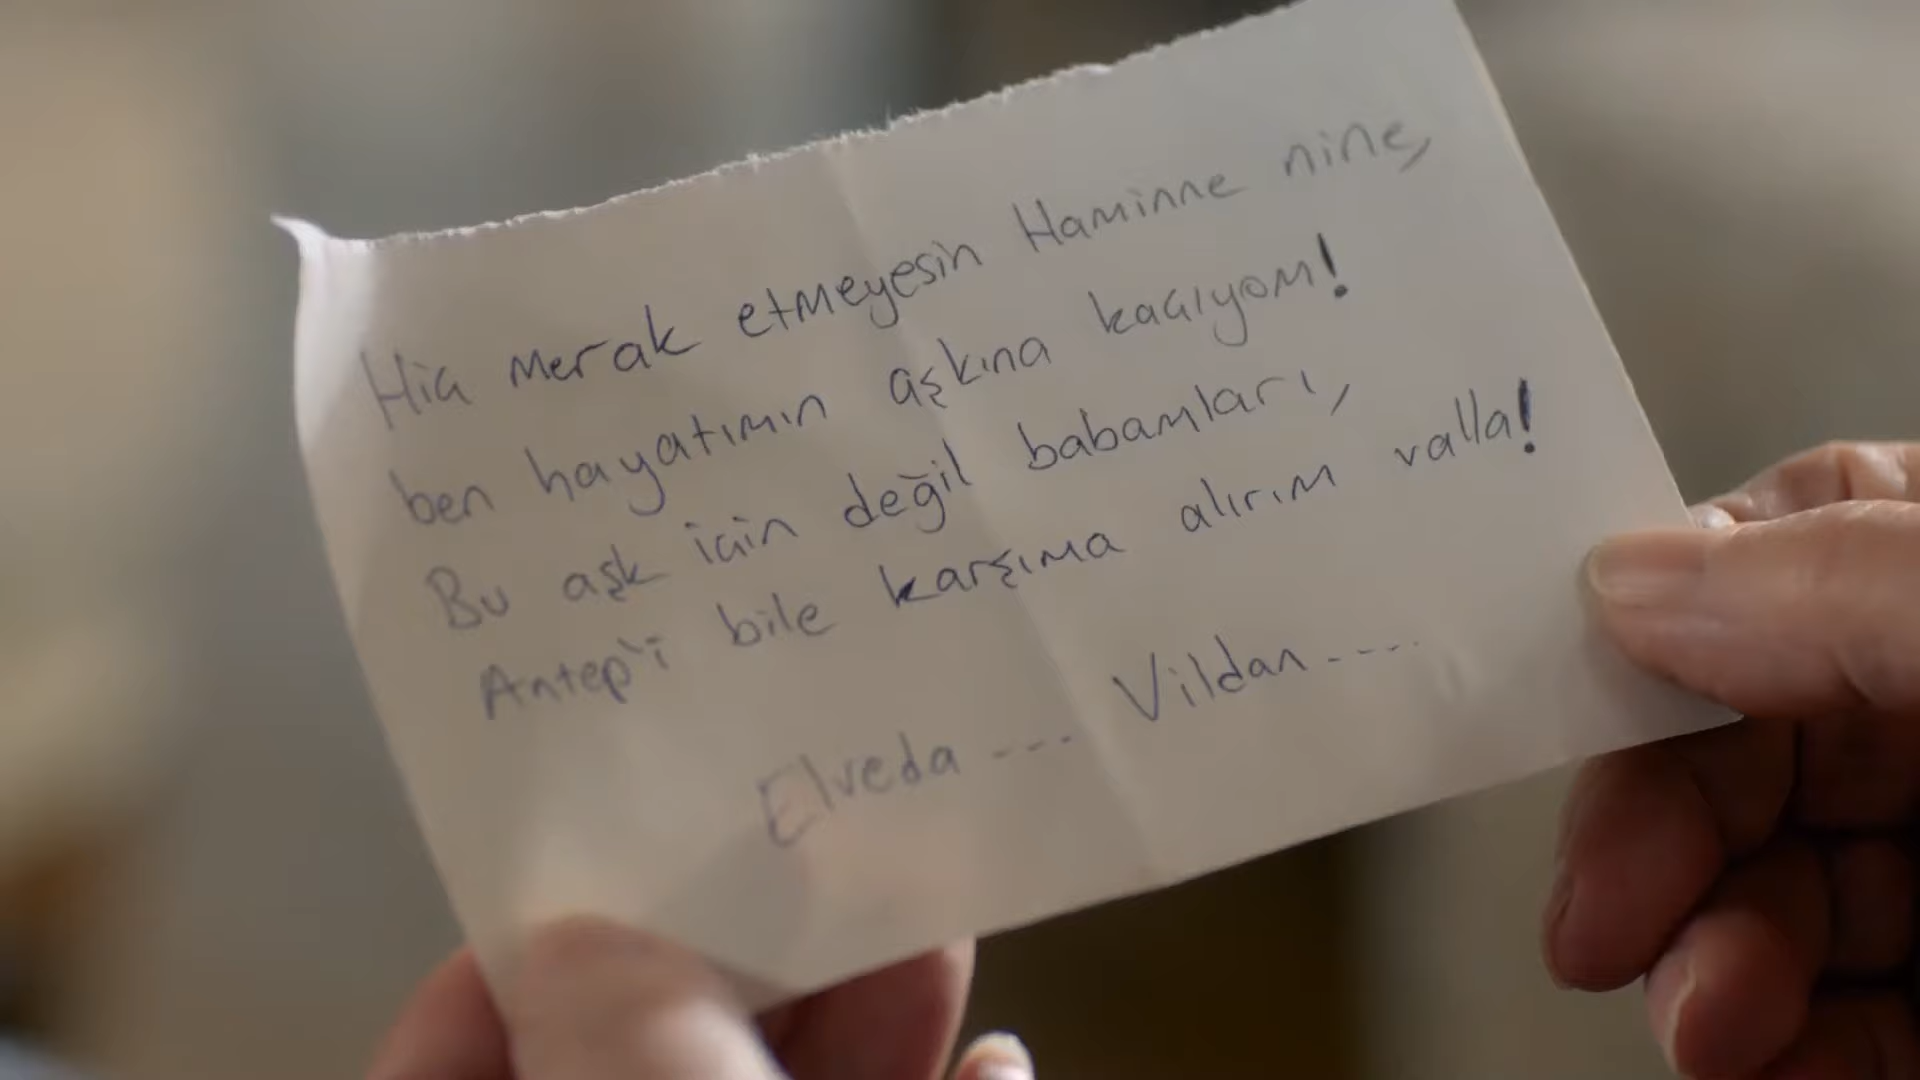 Hiç merak etmeyesin Haminne nine,
ben hayatımın aşkına kaçıyom!
Bu aşk için değil babamları,
Antep'i bile karşıma alırım valla!
Elveda.... Vildan....